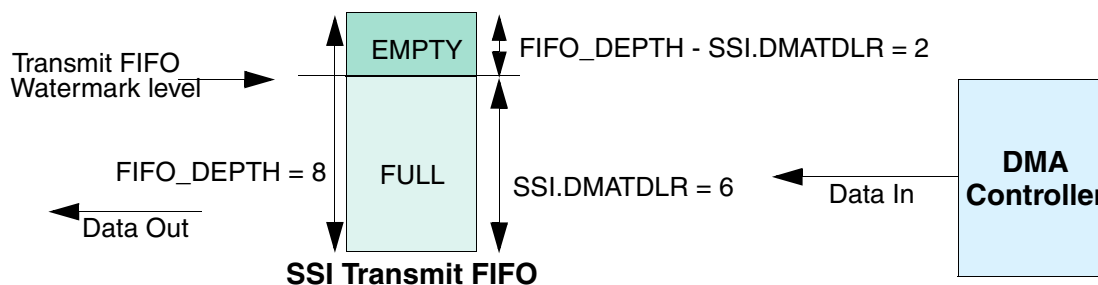 EMPTY
FIFO_DEPTH - SSI.DMATDLR = 2
Transmit FIFO
Watermark level
FIFO_DEPTH = 8
FULL
SSI.DMATDLR = 6
DMA
Controller
Data In
Data Out
SSI Transmit FIFO